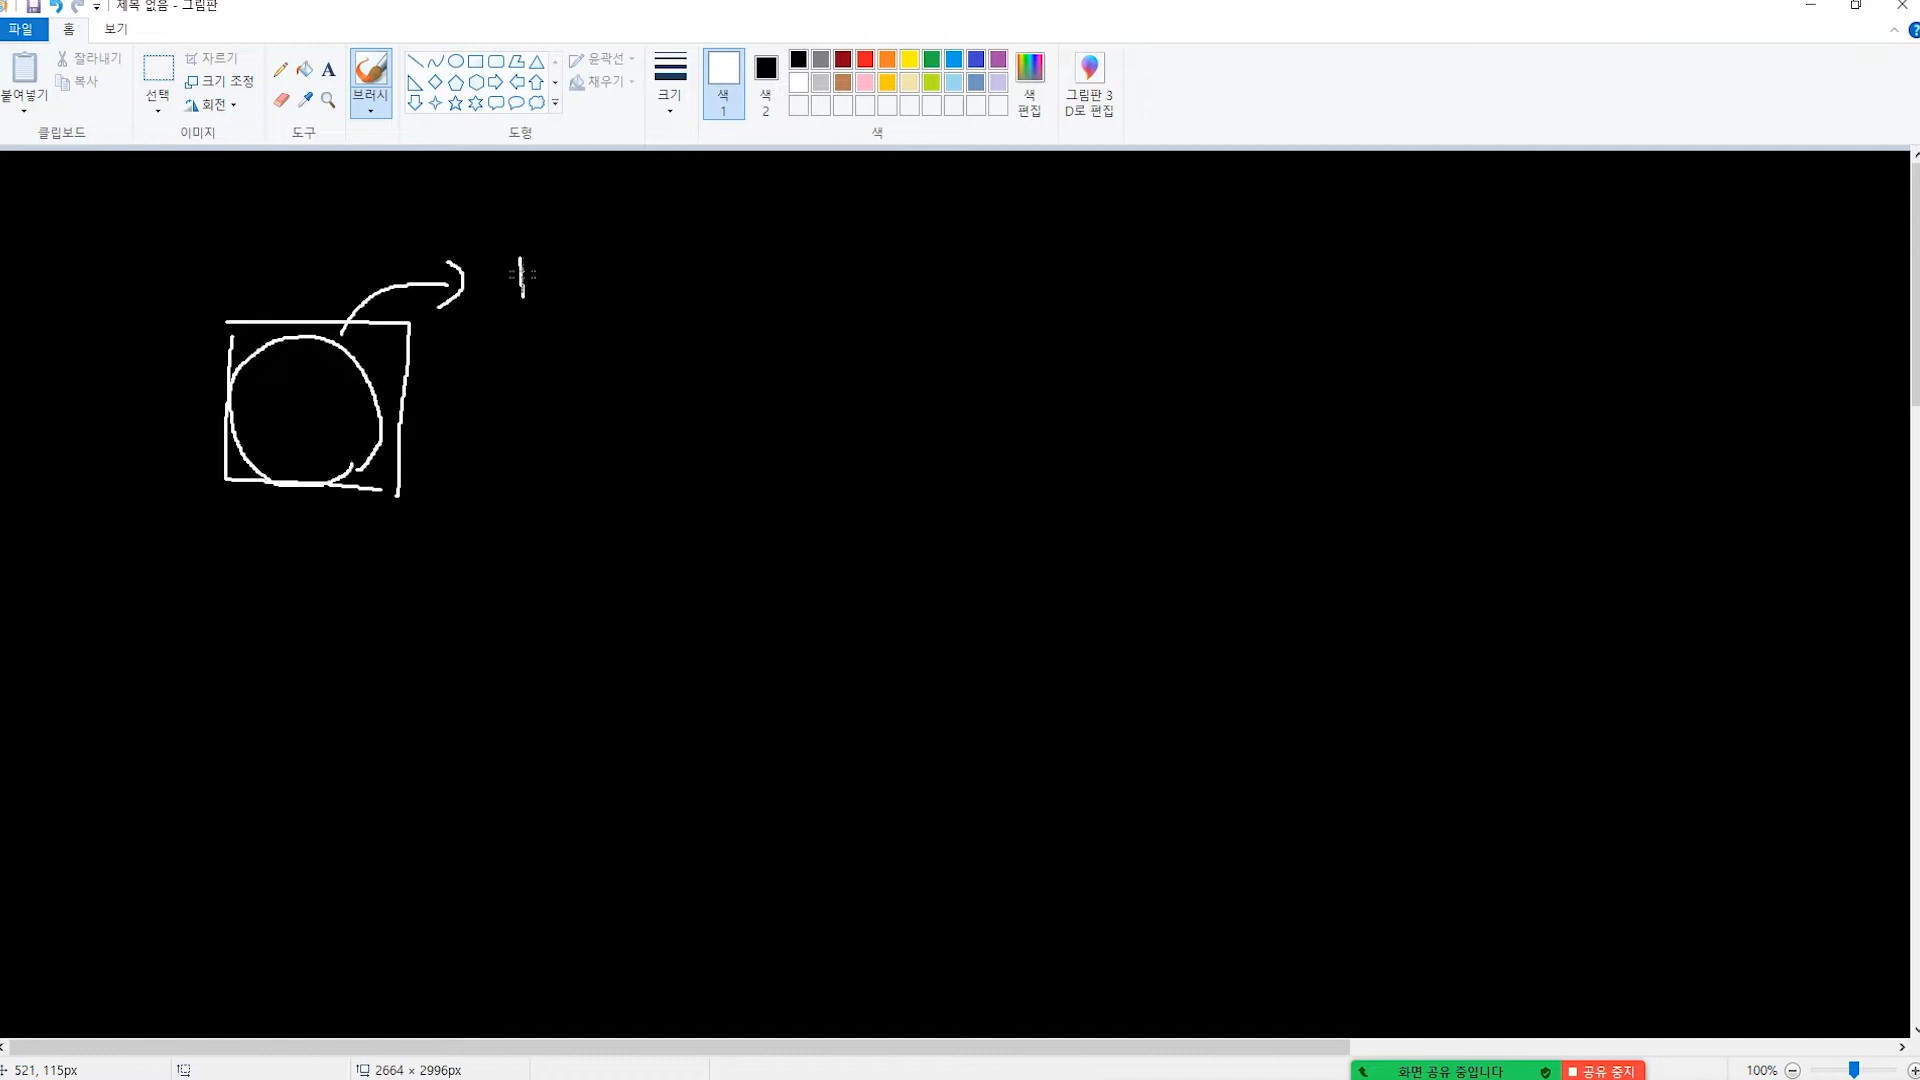 제목 없음 - 그림판
파일 홈 보기
붙여넣기
잘라내기
복사
클립보드
선택
자르기
크기 조정
회전
이미지
A
도구
브러시
윤곽선
채우기
도형
크기
색
1
색
2
색
편집
그림판 3
D로 편집
색
521, 115px
2664 × 2996px
화면 공유 중입니다
공유 중지
100%